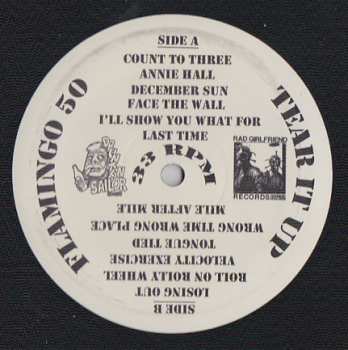 SIDE A
COUNT TO THREE
ANNIE HALL
DECEMBER SUN
FACE THE WALL
I'LL SHOW YOU WHAT FOR
LAST TIME
33 RPM
FLAMINGO 50
TEAR IT UP
DRUNKEN
SAILOR
RAD GIRLFRIEND
RECORDS
SIDE B
LOSING OUT
ROLL ON ROLLY WHEEL
VELOCITY EXERCISE
TONGUE TIED
WRONG TIME WRONG PLACE
MILE AFTER MILE